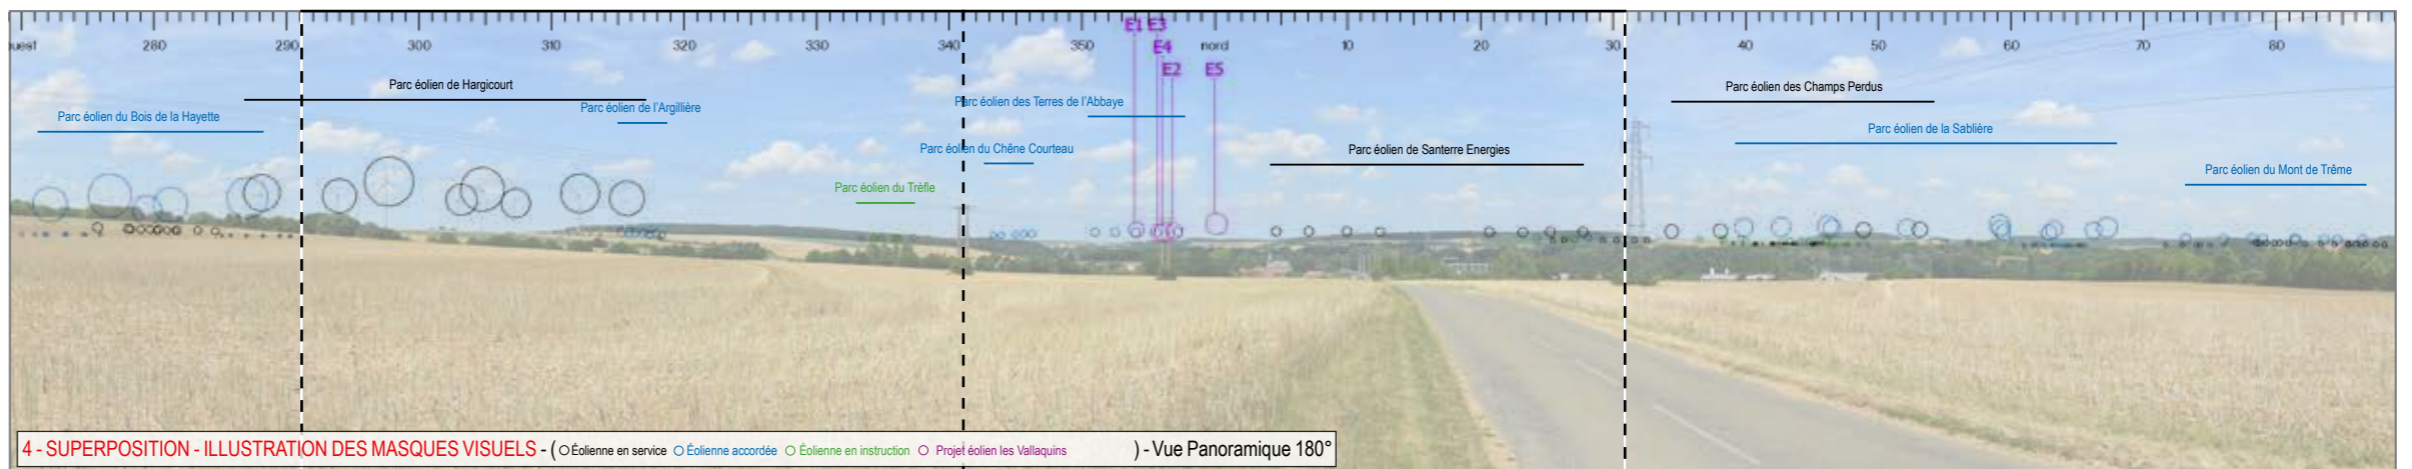 280 290 300 310 320 330 340 350 nord 10 20 30 40 50 60 70 80
E1 E3
E4
E2 E5
Parc éolien de Hargicourt
Parc éolien des Champs Perdus
Parc éolien du Bois de la Hayette
Parc éolien de l'Argillière
Parc éolien des Terres de l'Abbaye
Parc éolien de la Sablière
Parc éolien du Chêne Courteau
Parc éolien de Santerre Energies
Parc éolien du Mont de Trême
Parc éolien du Trèfle
4 - SUPERPOSITION - ILLUSTRATION DES MASQUES VISUELS - ( Éolienne en service Éolienne accordée Éolienne en instruction Projet éolien les Vallaquins ) - Vue Panoramique 180°